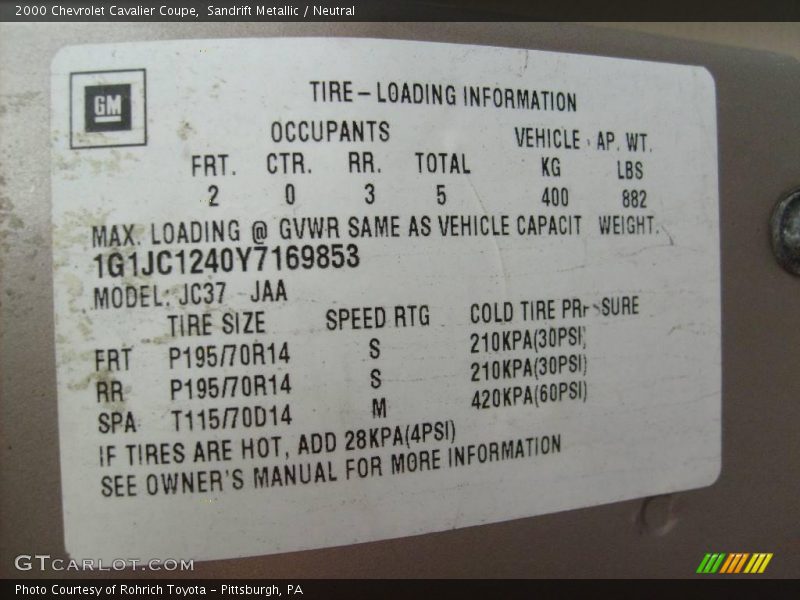 2000 Chevrolet Cavalier Coupe, Sandrift Metallic / Neutral
GM
TIRE-LOADING INFORMATION
OCCUPANTS VEHICLE AP. WT.
FRT. CTR. RR. TOTAL KG LBS
2 0 3 5 400 882
MAX. LOADING @ GVWR SAME AS VEHICLE CAPACIT WEIGHT.
1G1JC1240Y7169853
MODEL: JC37 JAA
TIRE SIZE SPEED RTG COLD TIRE PR SURE
FRT P195/70R14 S 210KPA(30PSI)
RR P195/70R14 S 210KPA(30PSI)
SPA T115/70D14 M 420KPA(60PSI)
IF TIRES ARE HOT, ADD 28KPA(4PSI)
SEE OWNER'S MANUAL FOR MORE INFORMATION
GTCARLOT.COM
Photo Courtesy of Rohrich Toyota - Pittsburgh, PA